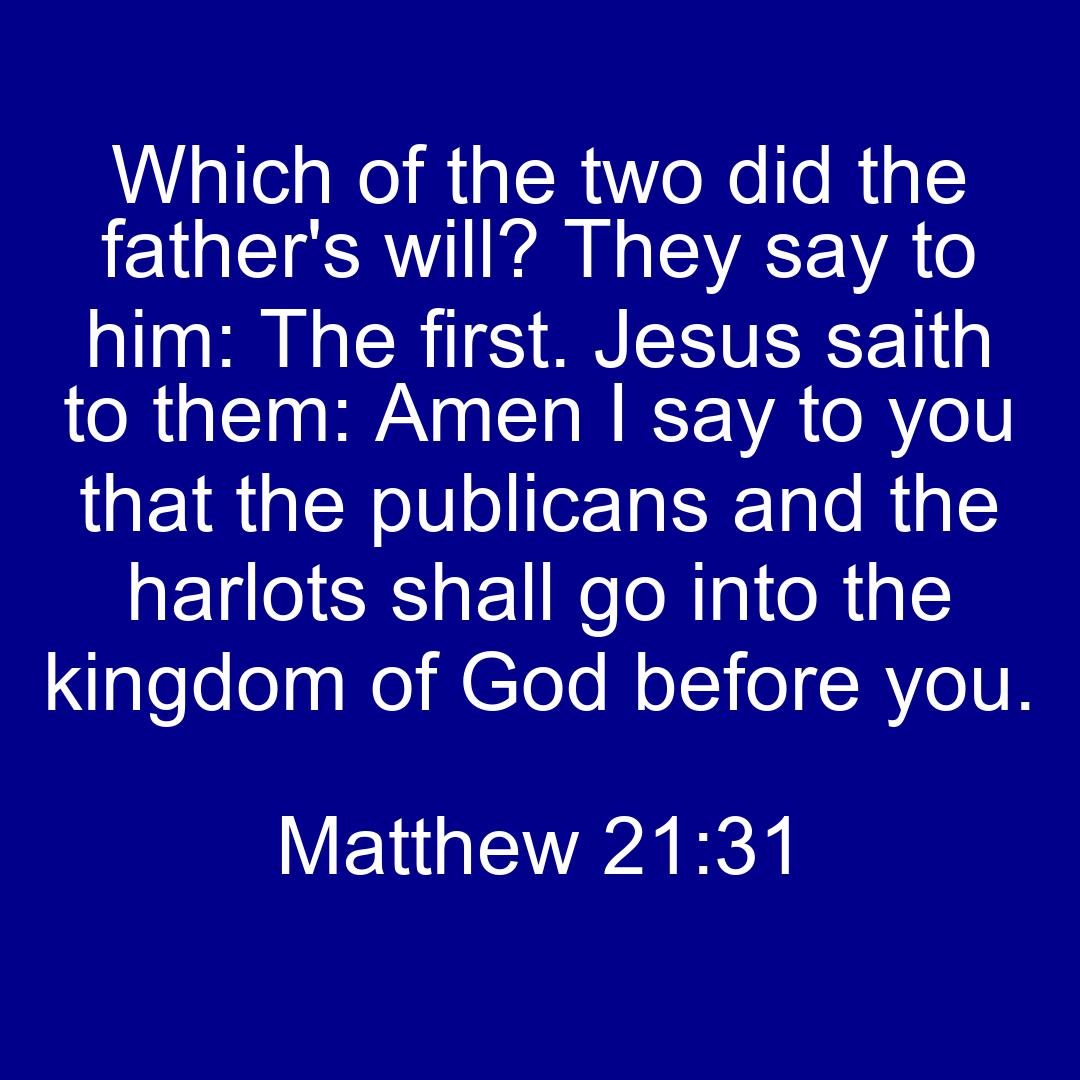 Which of the two did the
father's will? They say to
him: The first. Jesus saith
to them: Amen I say to you
that the publicans and the
harlots shall go into the
kingdom of God before you.
Matthew 21:31